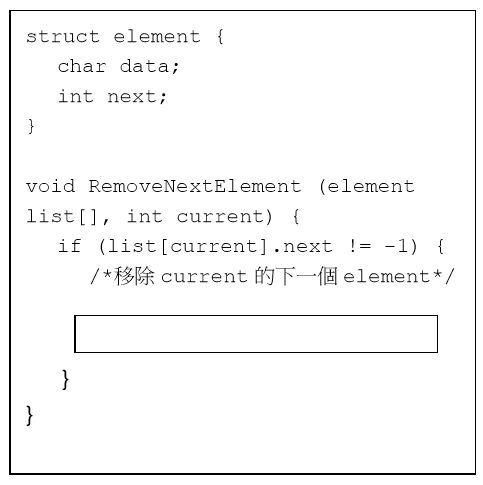 struct element {
char data;
int next;
}
void RemoveNextElement (element
list[], int current) {
if (list[current].next != -1) {
/*移除 current 的下一個 element*/
}
}